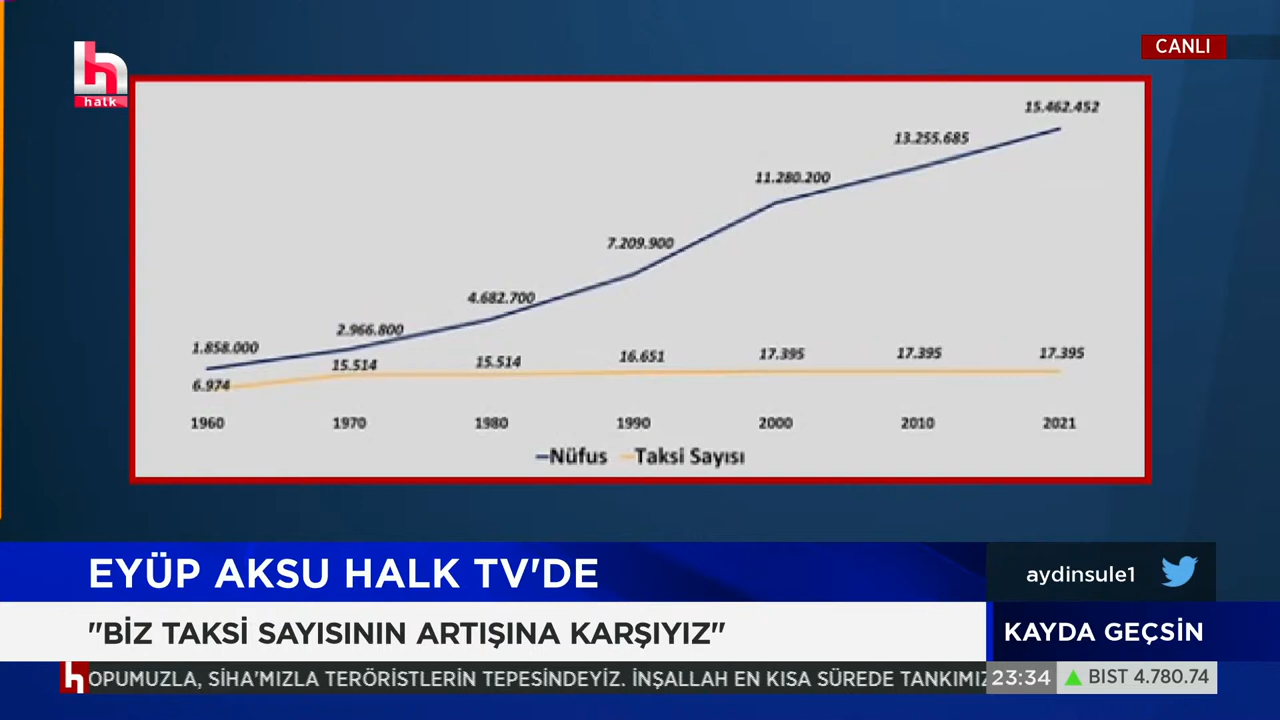 h
halk
CANLI
15.462.452
13.255.685
11.280.200
7.209.900
4.682.700
2.966.800
1.858.000
6.974
15.514
15.514
16.651
17.395
17.395
17.395
1960 1970 1980 1990 2000 2010 2021
Nüfus Taksi Sayısı
EYÜP AKSU HALK TV'DE
aydinsule1
"BİZ TAKSİ SAYISININ ARTIŞINA KARŞIYIZ"
KAYDA GEÇSİN
h OPUMUZLA, SİHA'MIZLA TERÖRİSTLERİN TEPESİNDEYİZ. İNŞALLAH EN KISA SÜREDE TANKIMIZ 23:34 BIST 4.780.74